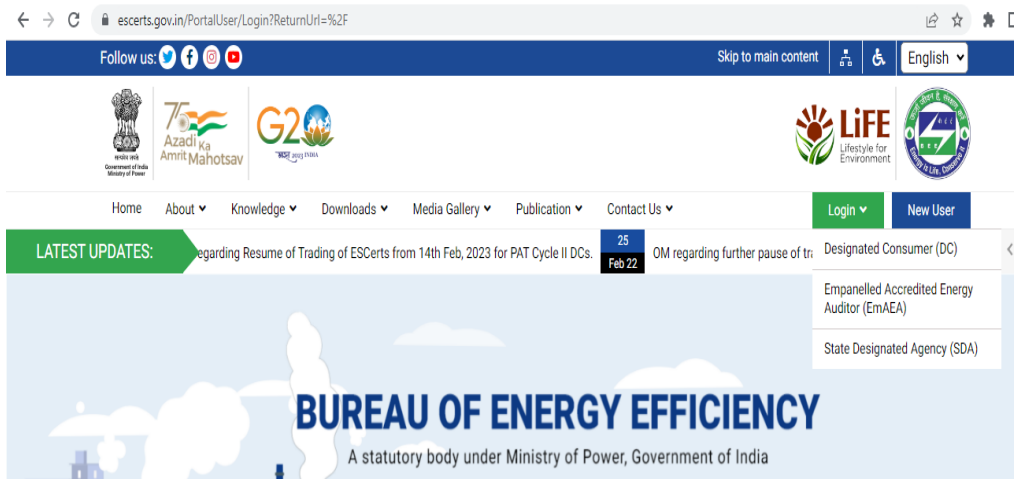 escerts.gov.in/PortalUser/Login?ReturnUrl=%2F
Follow us:
Skip to main content
English
सत्यमेव जयते
Government of India
Ministry of Power
75
Azadi Ka
Amrit Mahotsav
G20
भारत 2023 INDIA
LiFE
Lifestyle for
Environment
Home About Knowledge Downloads Media Gallery Publication Contact Us Login New User
LATEST UPDATES:
egarding Resume of Trading of ESCerts from 14th Feb, 2023 for PAT Cycle II DCs.
25
Feb 22
OM regarding further pause of tra
Designated Consumer (DC)
Empanelled Accredited Energy
Auditor (EmAEA)
State Designated Agency (SDA)
BUREAU OF ENERGY EFFICIENCY
A statutory body under Ministry of Power, Government of India